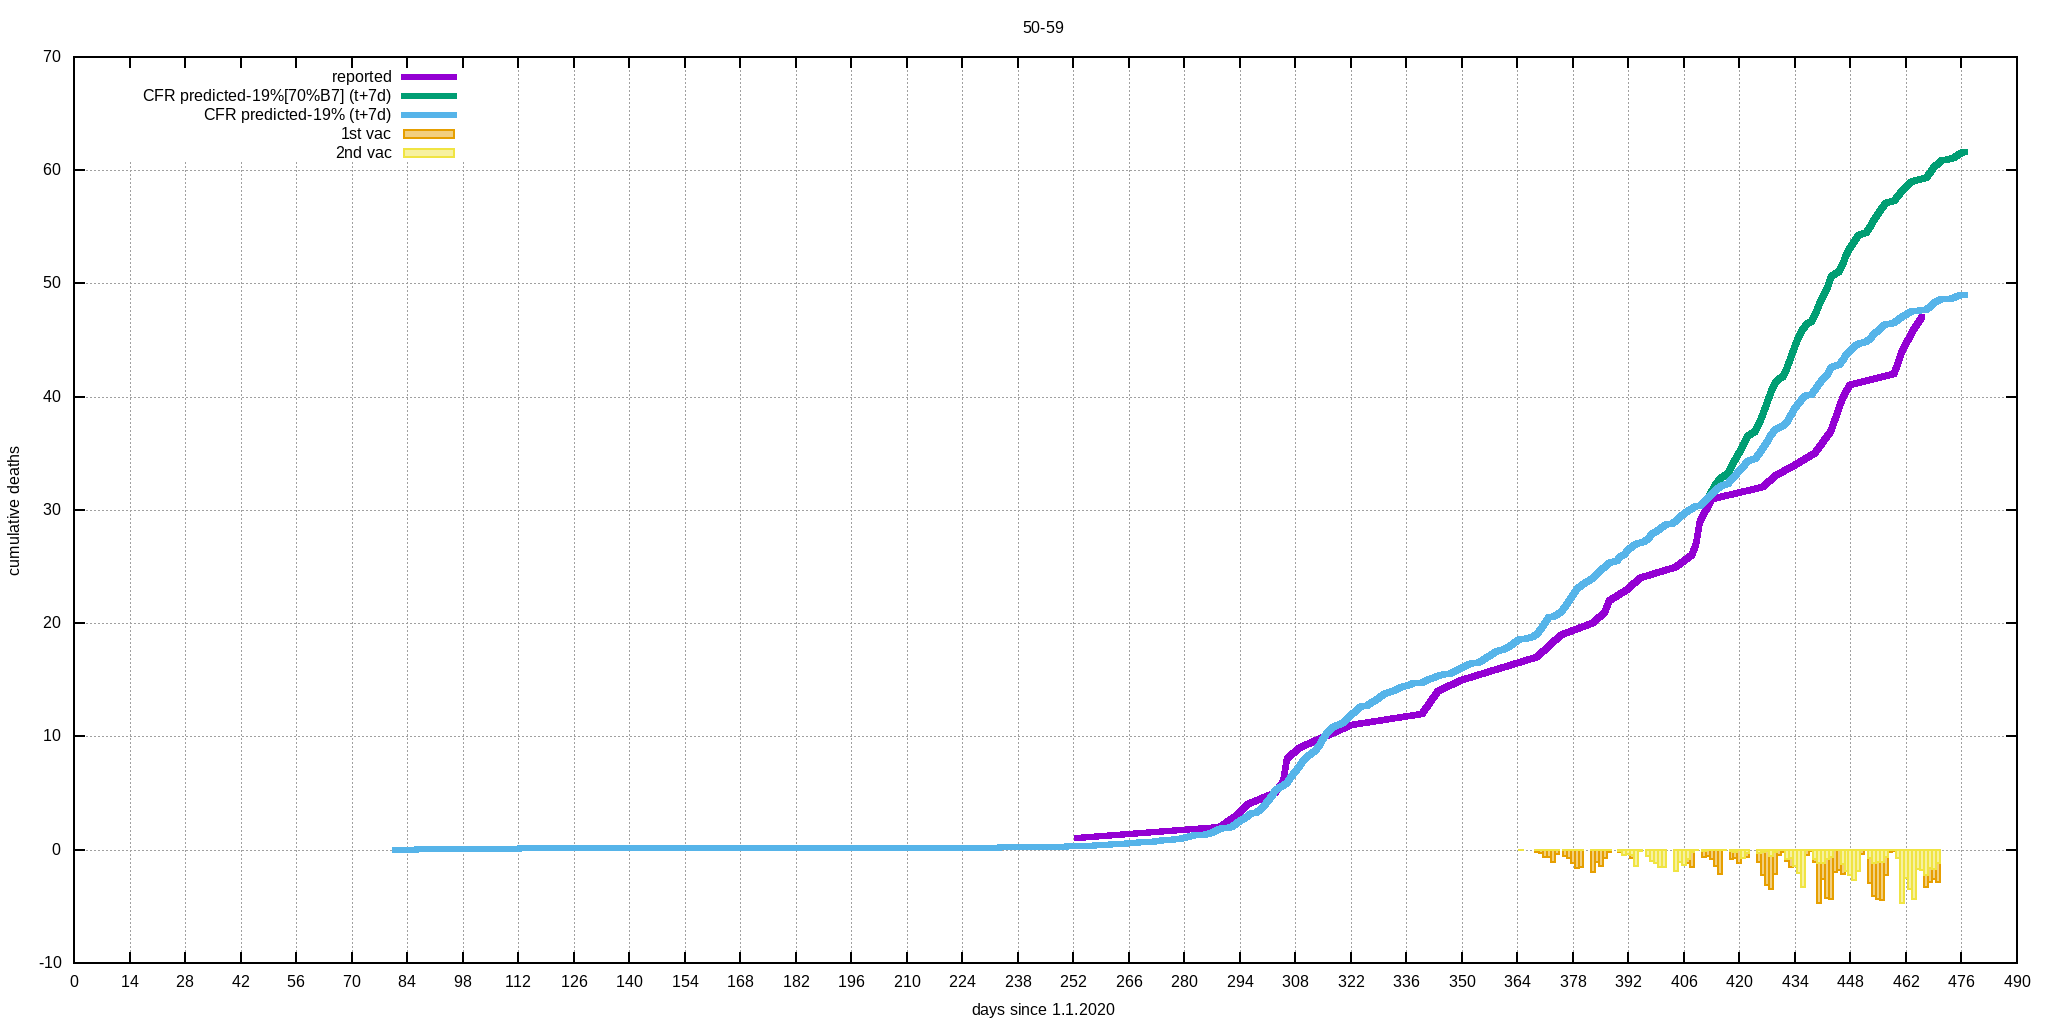 50-59
reported
CFR predicted-19%[70%B7] (t+7d)
CFR predicted-19% (t+7d)
1st vac
2nd vac
70
60
50
40
30
20
10
0
-10
cumulative deaths
0 14 28 42 56 70 84 98 112 126 140 154 168 182 196 210 224 238 252 266 280 294 308 322 336 350 364 378 392 406 420 434 448 462 476 490
days since 1.1.2020